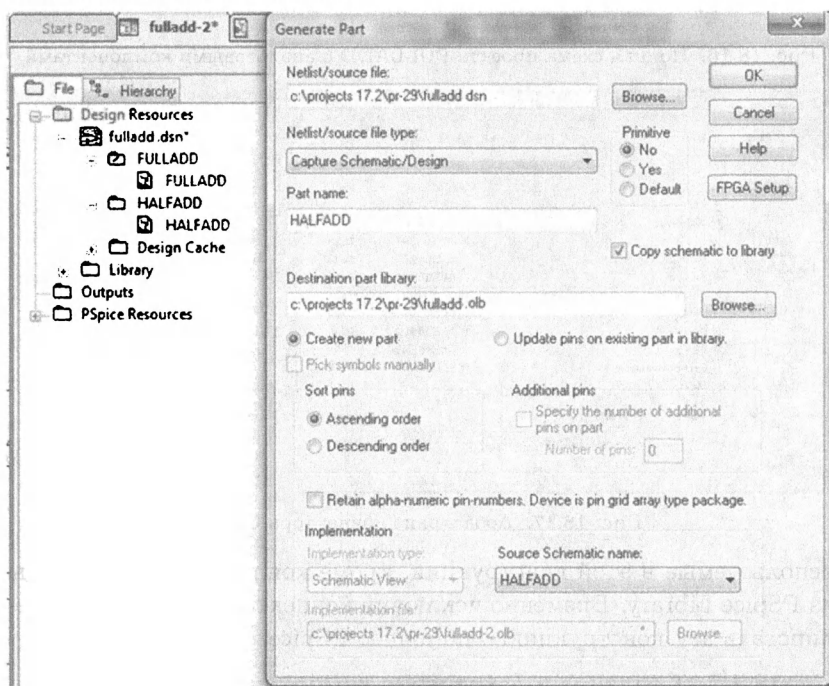 Start Page
fulladd-2*
File
Hierarchy
Design Resources
fulladd.dsn*
FULLADD
FULLADD
HALFADD
HALFADD
Design Cache
Library
Outputs
PSpice Resources
Generate Part
Netlist/source file:
c:\projects 17.2\pr-29\fulladd dsn
Browse...
OK
Cancel
Help
FPGA Setup
Netlist/source file type:
Capture Schematic/Design
Primitive
No
Yes
Default
Part name:
HALFADD
Copy schematic to library
Destination part library:
c:\projects 17.2\pr-29\fulladd.olb
Browse...
Create new part
Update pins on existing part in library.
Pick symbols manually
Sort pins
Ascending order
Descending order
Additional pins
Specify the number of additional
pins on part
Number of pins: 0
Retain alpha-numeric pin-numbers. Device is pin grid array type package.
Implementation
Implementation type:
Schematic View
Source Schematic name:
HALFADD
Implementation file:
c:\projects 17.2\pr-29\fulladd-2.olb
Browse...